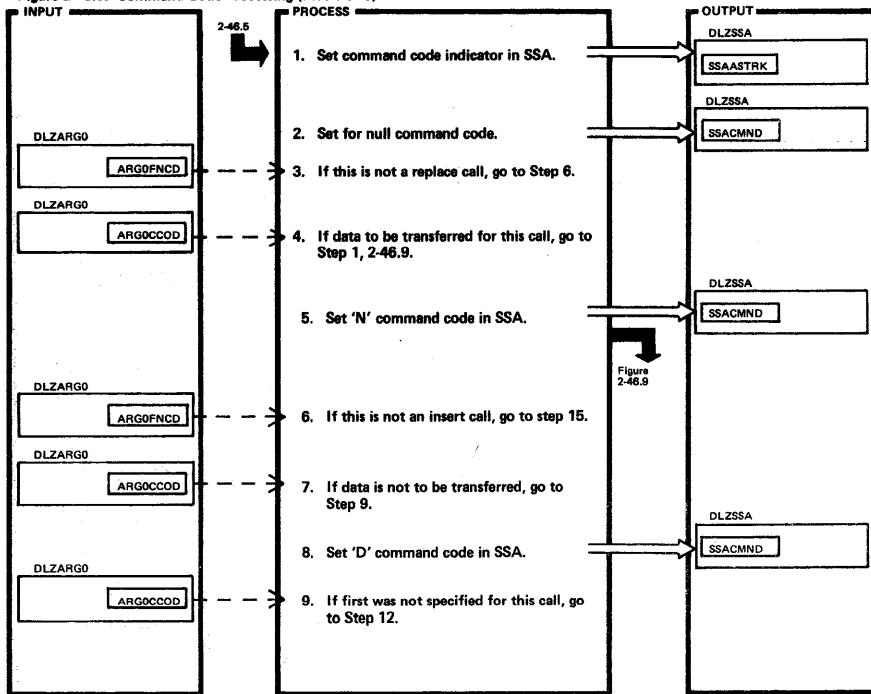 INPUT
PROCESS
OUTPUT
2-46.5
1. Set command code indicator in SSA.
DLZSSA
SSAASTRK
2. Set for null command code.
DLZSSA
SSACMND
DLZARG0
ARG0FNCD
3. If this is not a replace call, go to Step 6.
DLZARG0
ARG0CCOD
4. If data to be transferred for this call, go to
Step 1, 2-46.9.
5. Set 'N' command code in SSA.
DLZSSA
SSACMND
Figure
2-46.9
DLZARG0
ARG0FNCD
6. If this is not an insert call, go to step 15.
DLZARG0
ARG0CCOD
7. If data is not to be transferred, go to
Step 9.
8. Set 'D' command code in SSA.
DLZSSA
SSACMND
DLZARG0
ARG0CCOD
9. If first was not specified for this call, go
to Step 12.